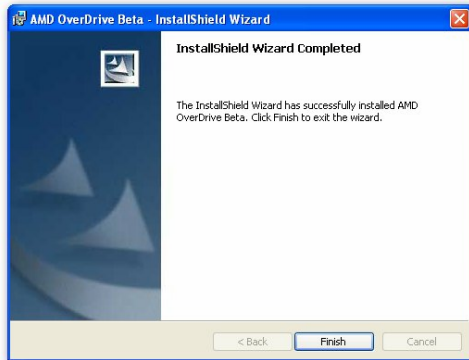 AMD OverDrive Beta - InstallShield Wizard
InstallShield Wizard Completed
The InstallShield Wizard has successfully installed AMD
OverDrive Beta. Click Finish to exit the wizard.
< Back Finish Cancel